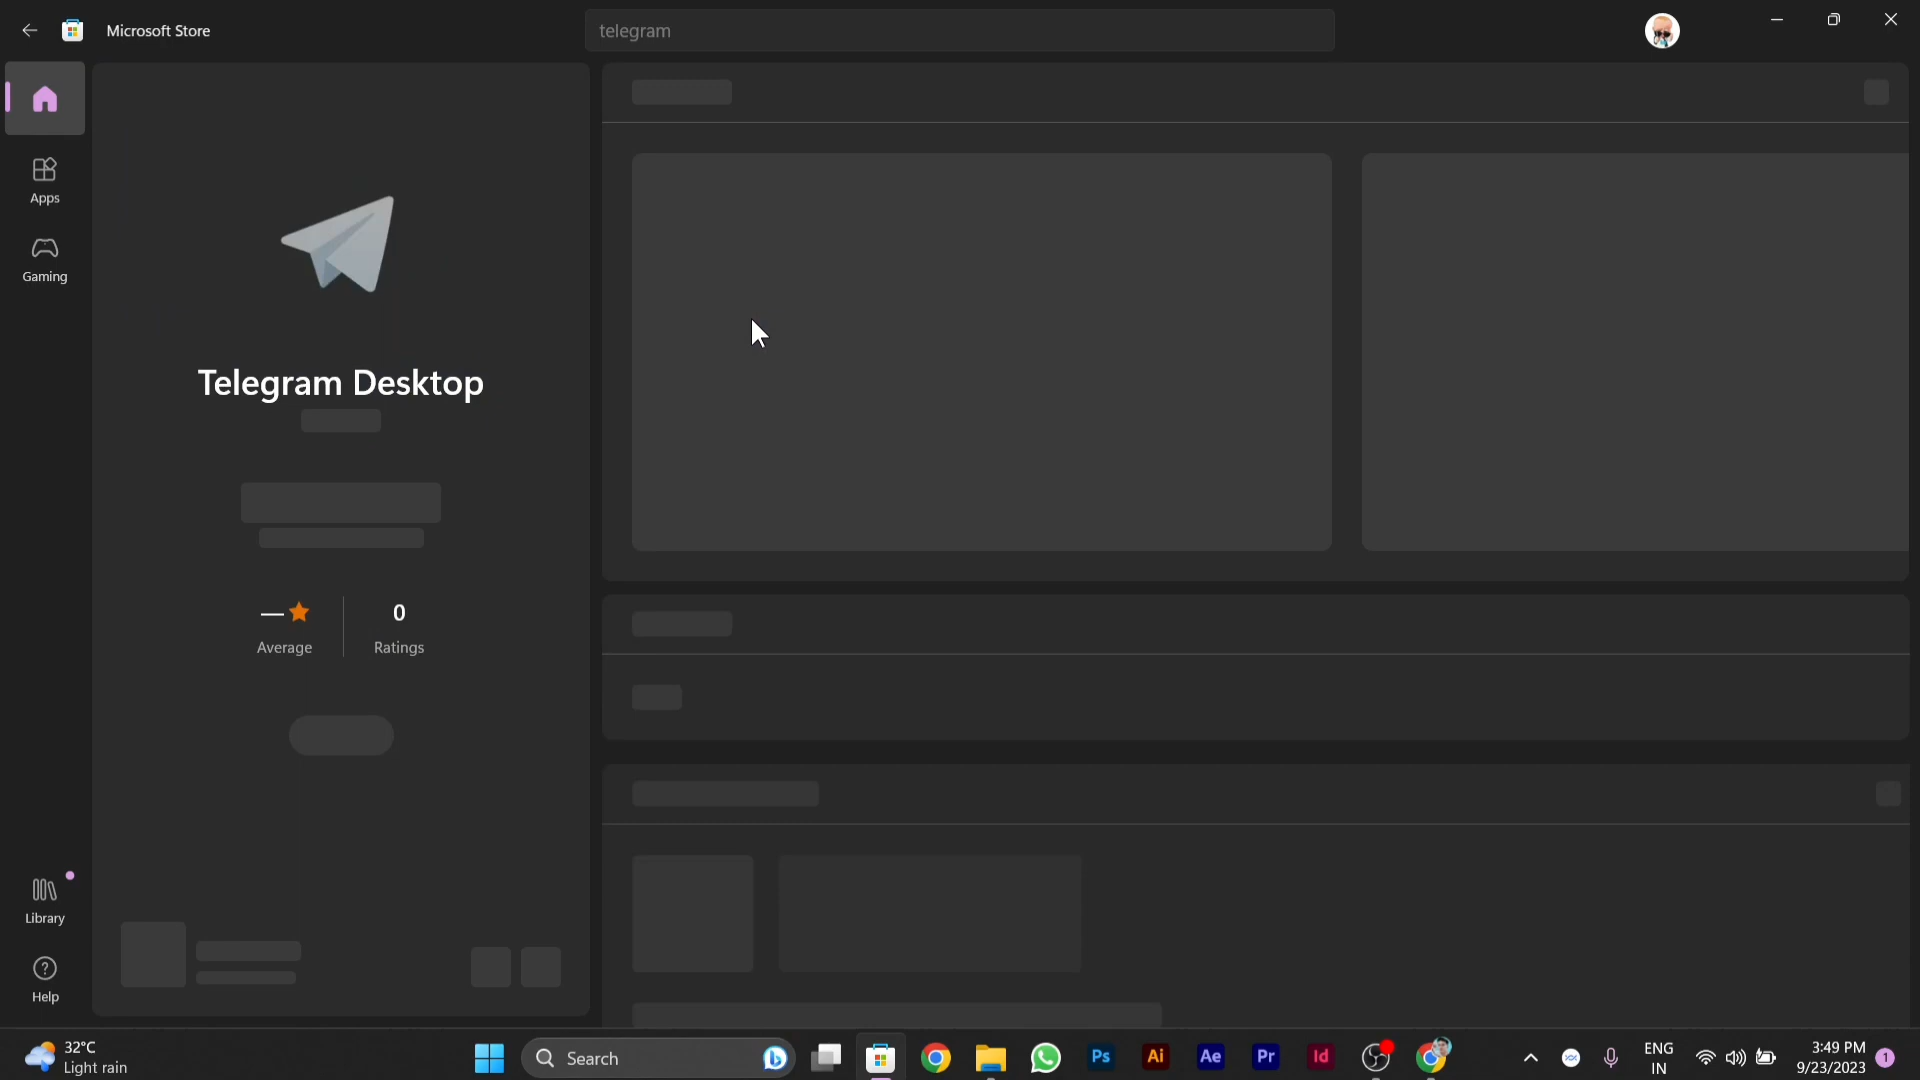 Microsoft Store
telegram
Apps
Gaming
Telegram Desktop
— 0
Average Ratings
Library
Help
32°C
Light rain
Search
Ps Ai Ae Pr Id
ENG
IN
3:49 PM
9/23/2023
1